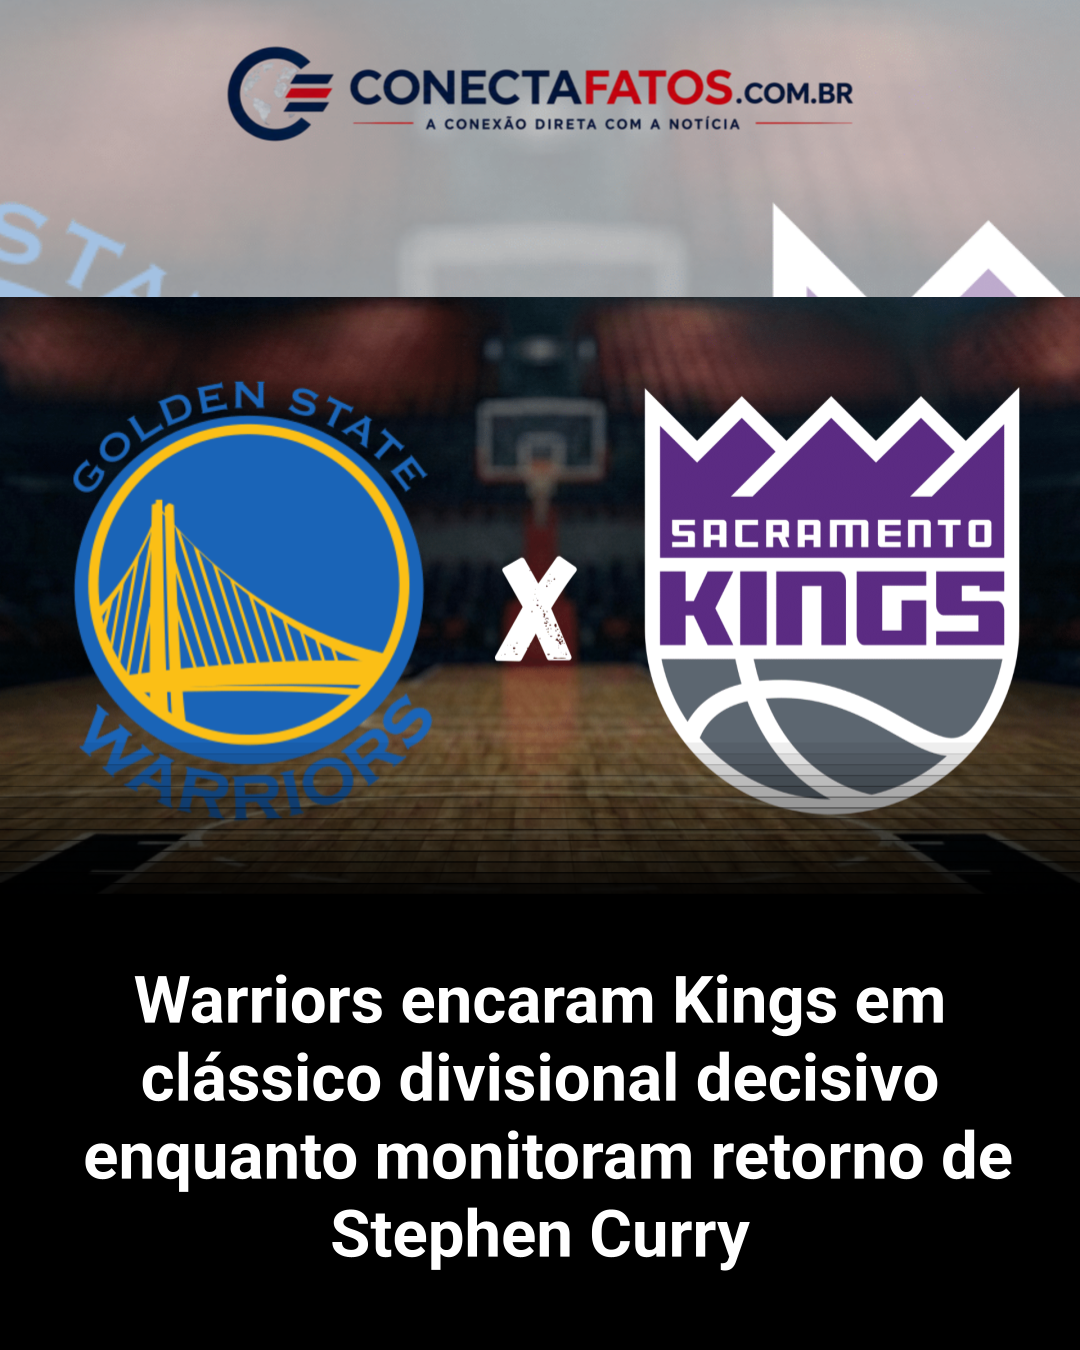 CONECTAFATOS.COM.BR
A CONEXÃO DIRETA COM A NOTÍCIA
STA
GOLDEN STATE
WARRIORS
X
SACRAMENTO
KINGS
Warriors encaram Kings em
clássico divisional decisivo
enquanto monitoram retorno de
Stephen Curry